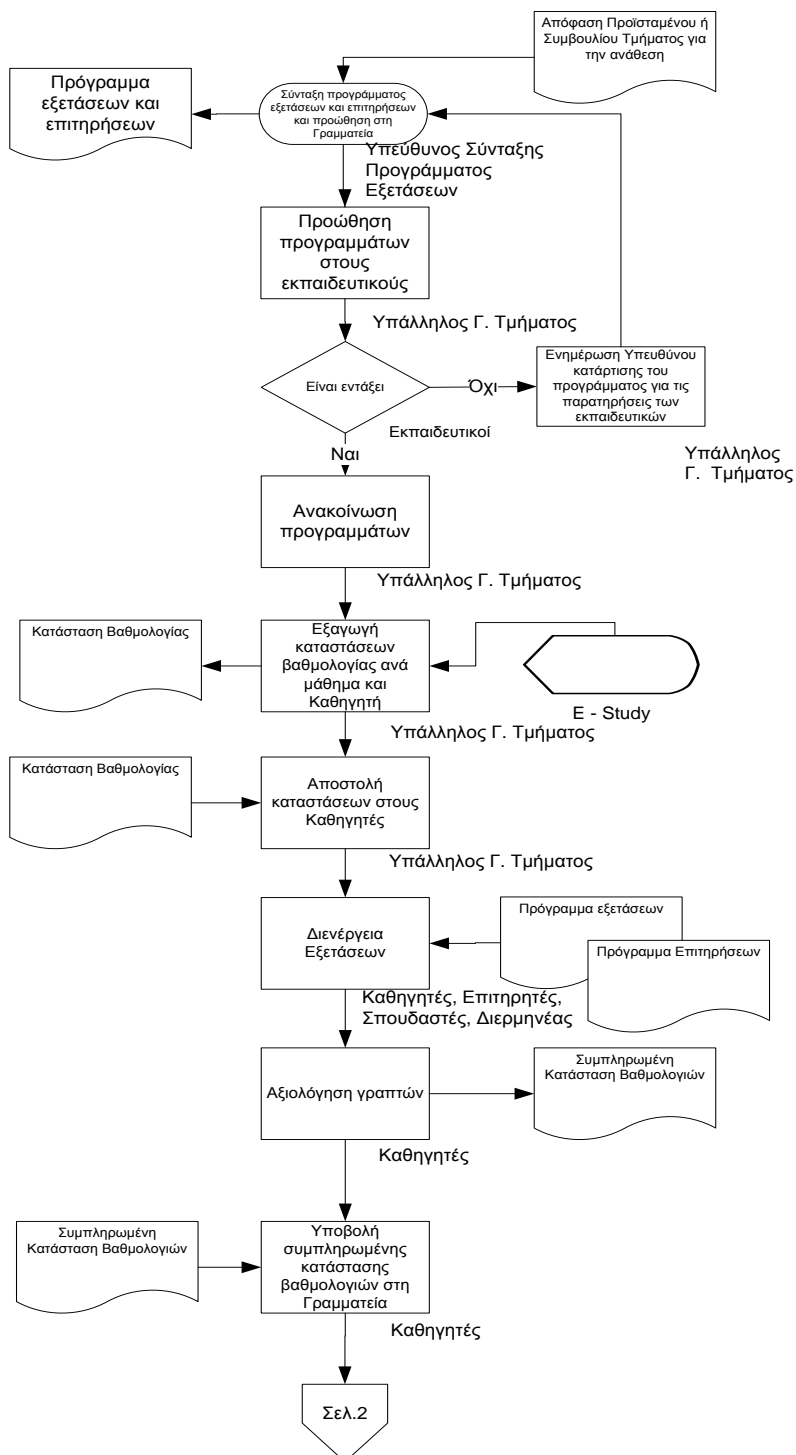 Απόφαση Προϊσταμένου ή
Συμβουλίου Τμήματος για
την ανάθεση
Πρόγραμμα
εξετάσεων και
επιτηρήσεων
Σύνταξη προγράμματος
εξετάσεων και επιτηρήσεων
και προώθηση στη
Γραμματεία
Υπεύθυνος Σύνταξης
Προγράμματος
Εξετάσεων
Προώθηση
προγραμμάτων
στους
εκπαιδευτικούς
Υπάλληλος Γ. Τμήματος
Είναι εντάξει
Όχι
Ενημέρωση Υπευθύνου
κατάρτισης του
προγράμματος για τις
παρατηρήσεις των
εκπαιδευτικών
Εκπαιδευτικοί
Υπάλληλος
Γ. Τμήματος
Ναι
Ανακοίνωση
προγραμμάτων
Υπάλληλος Γ. Τμήματος
Κατάσταση Βαθμολογίας
Εξαγωγή
καταστάσεων
βαθμολογίας ανά
μάθημα και
Καθηγητή
E - Study
Υπάλληλος Γ. Τμήματος
Κατάσταση Βαθμολογίας
Αποστολή
καταστάσεων στους
Καθηγητές
Υπάλληλος Γ. Τμήματος
Διενέργεια
Εξετάσεων
Πρόγραμμα εξετάσεων
Πρόγραμμα Επιτηρήσεων
Καθηγητές, Επιτηρητές,
Σπουδαστές, Διερμηνέας
Αξιολόγηση γραπτών
Συμπληρωμένη
Κατάσταση Βαθμολογιών
Καθηγητές
Συμπληρωμένη
Κατάσταση Βαθμολογιών
Υποβολή
συμπληρωμένης
κατάστασης
βαθμολογιών στη
Γραμματεία
Καθηγητές
Σελ.2